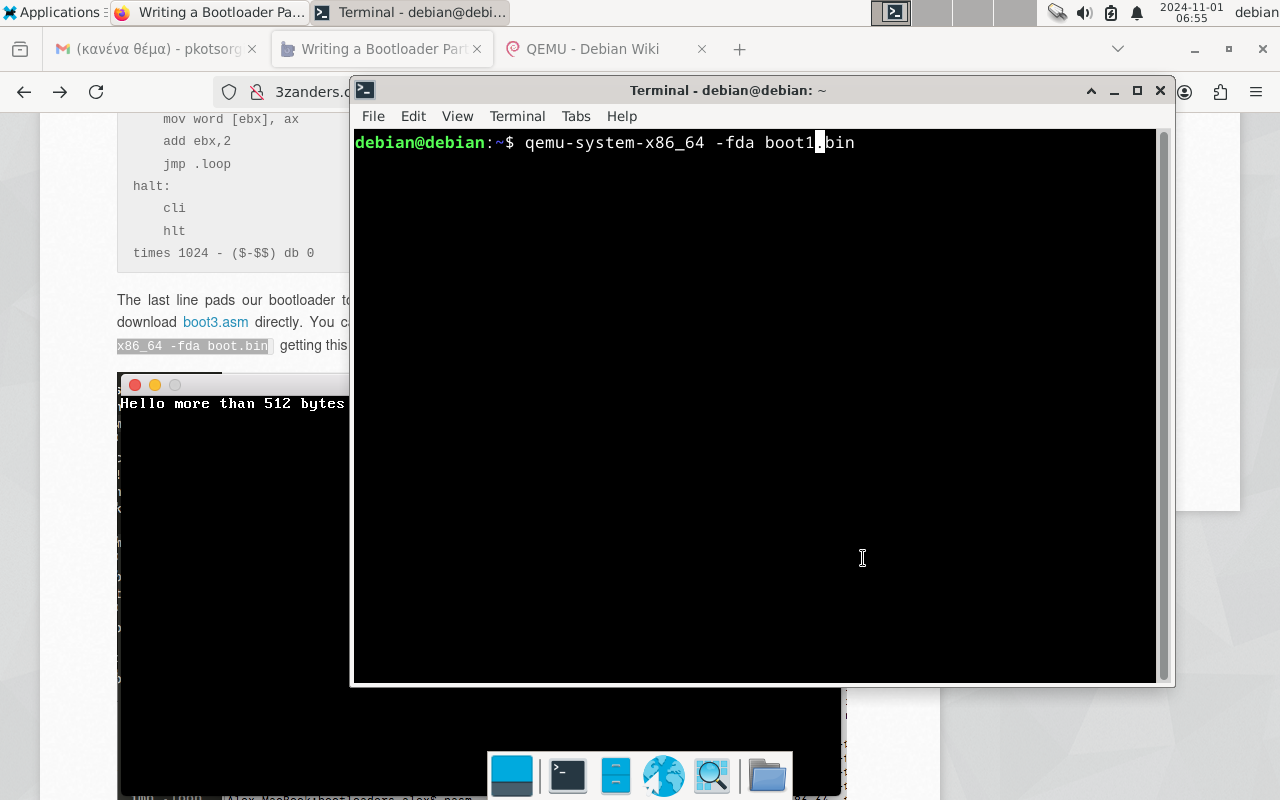 Applications
Writing a Bootloader Pa...
Terminal - debian@debi...
2024-11-01
06:55
debian
(κανένα θέμα) - pkotsorg
Writing a Bootloader Part
QEMU - Debian Wiki
3zanders.c
Terminal - debian@debian: ~
File Edit View Terminal Tabs Help
debian@debian:~$ qemu-system-x86_64 -fda boot1.bin
mov word [ebx], ax
add ebx,2
jmp .loop
halt:
cli
hlt
times 1024 - ($-$$) db 0
The last line pads our bootloader to
download boot3.asm directly. You c
x86_64 -fda boot.bin getting this
Hello more than 512 bytes